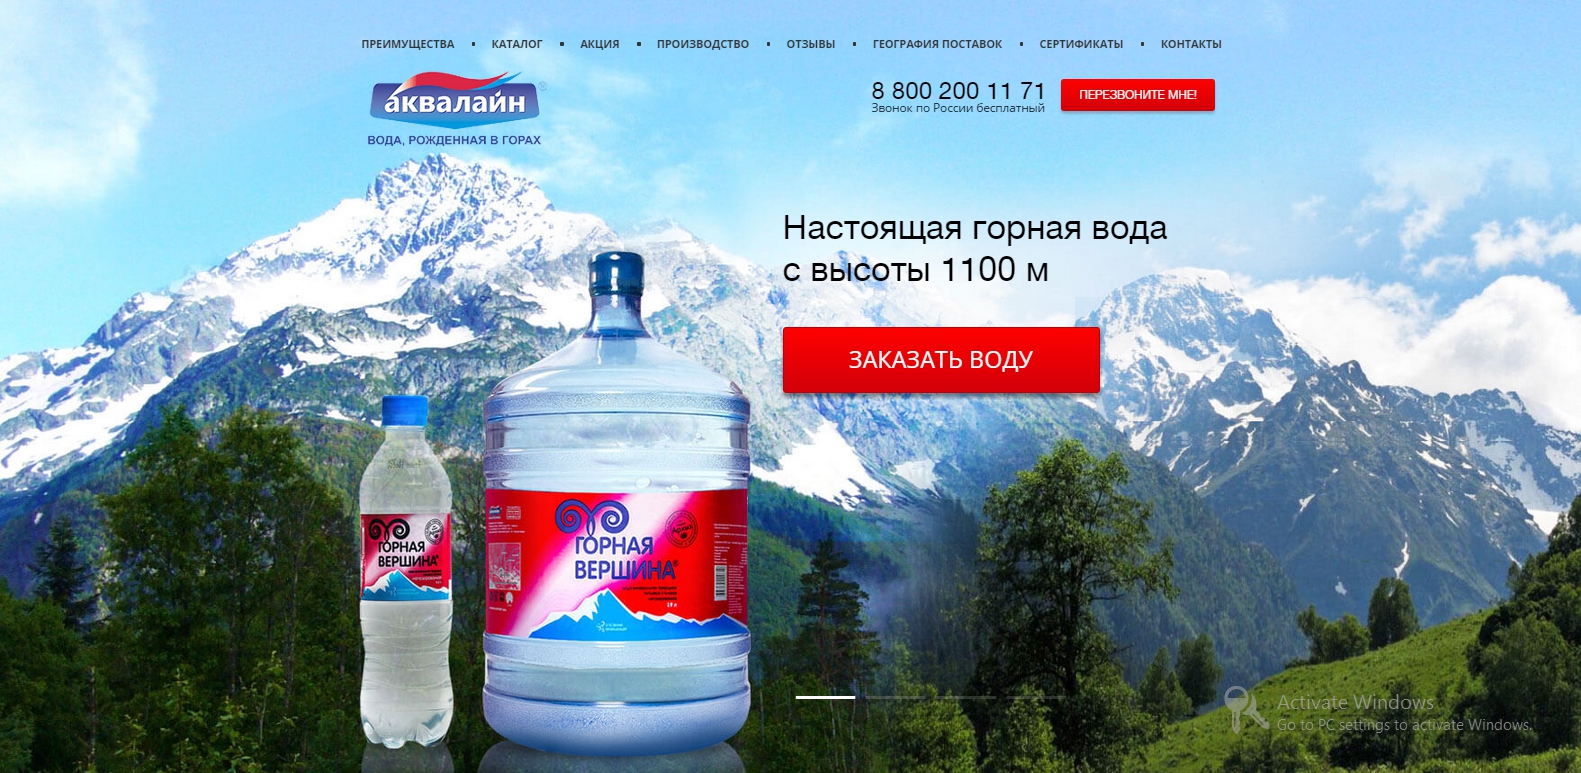 ПРЕИМУЩЕСТВА КАТАЛОГ АКЦИЯ ПРОИЗВОДСТВО ОТЗЫВЫ ГЕОГРАФИЯ ПОСТАВОК СЕРТИФИКАТЫ КОНТАКТЫ
аквалайн
ВОДА, РОЖДЕННАЯ В ГОРАХ
8 800 200 11 71
Звонок по России бесплатный
ПЕРЕЗВОНИТЕ МНЕ!
Настоящая горная вода
с высоты 1100 м
ЗАКАЗАТЬ ВОДУ
ГОРНАЯ
ВЕРШИНА
ГОРНАЯ
ВЕРШИНА
19 л
Activate Windows
Go to PC settings to activate Windows.